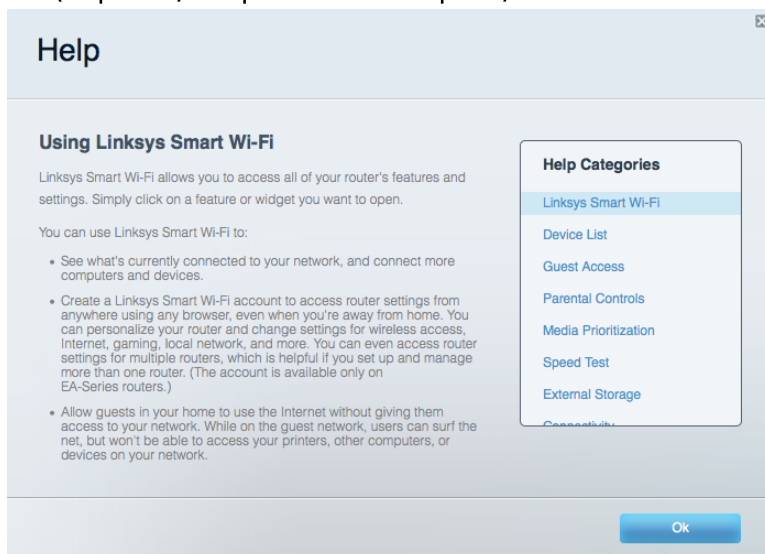 Help
Using Linksys Smart Wi-Fi
Linksys Smart Wi-Fi allows you to access all of your router's features and
settings. Simply click on a feature or widget you want to open.
You can use Linksys Smart Wi-Fi to:
• See what's currently connected to your network, and connect more
computers and devices.
• Create a Linksys Smart Wi-Fi account to access router settings from
anywhere using any browser, even when you're away from home. You
can personalize your router and change settings for wireless access,
Internet, gaming, local network, and more. You can even access router
settings for multiple routers, which is helpful if you set up and manage
more than one router. (The account is available only on
EA-Series routers.)
• Allow guests in your home to use the Internet without giving them
access to your network. While on the guest network, users can surf the
net, but won't be able to access your printers, other computers, or
devices on your network.
Help Categories
Linksys Smart Wi-Fi
Device List
Guest Access
Parental Controls
Media Prioritization
Speed Test
External Storage
Connectivity
Ok